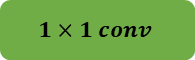 1 × 1 conv